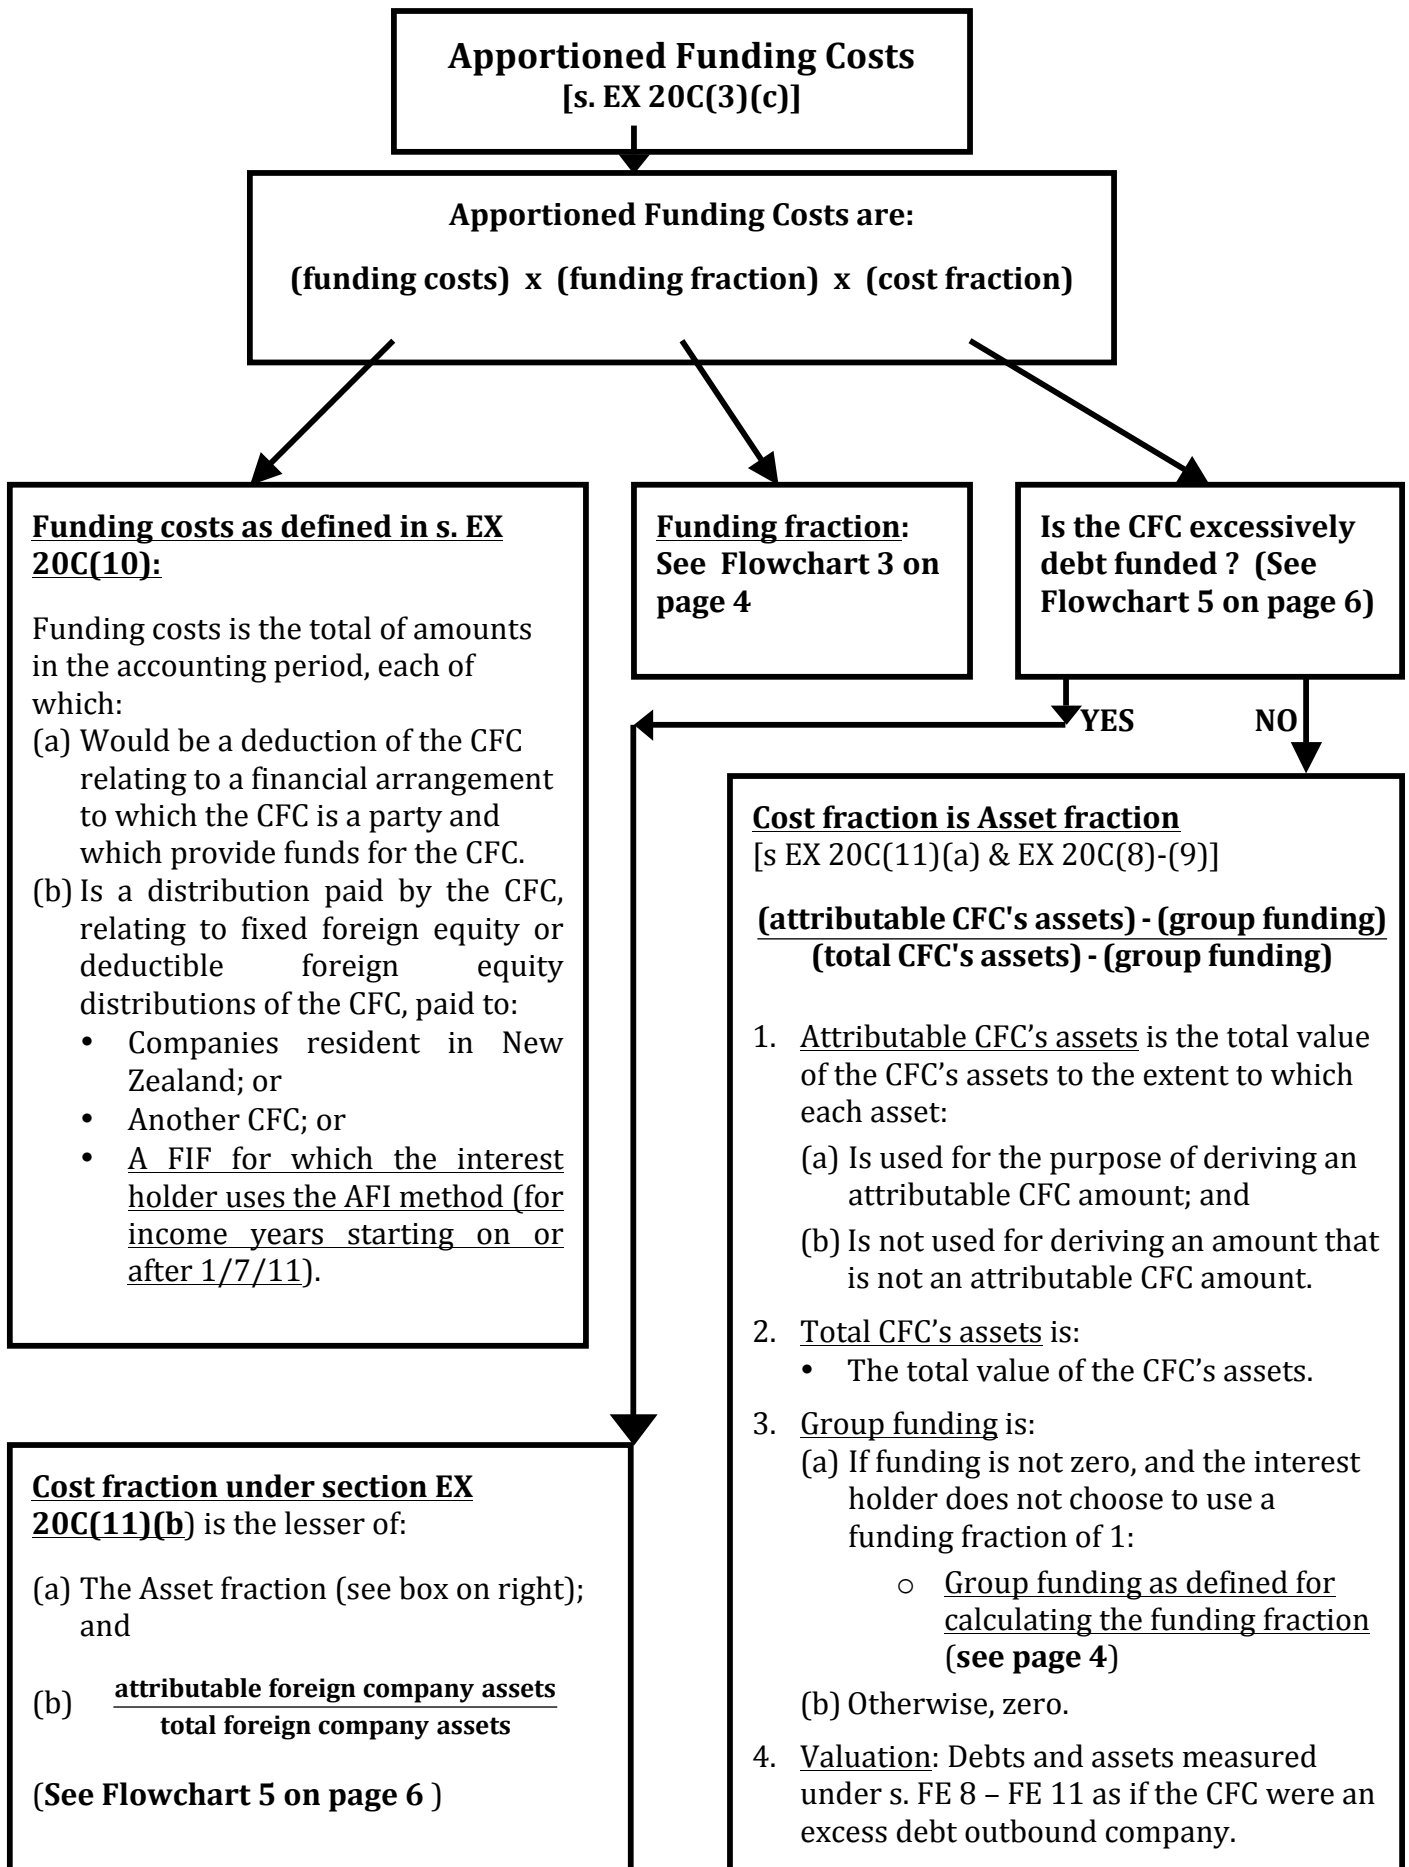 Apportioned Funding Costs
[s. EX 20C(3)(c)]
Apportioned Funding Costs are:
(funding costs) x (funding fraction) x (cost fraction)
Funding costs as defined in s. EX
20C(10):
Funding costs is the total of amounts
in the accounting period, each of
which:
(a) Would be a deduction of the CFC
relating to a financial arrangement
to which the CFC is a party and
which provide funds for the CFC.
(b) Is a distribution paid by the CFC,
relating to fixed foreign equity or
deductible foreign equity
distributions of the CFC, paid to:
• Companies resident in New
Zealand; or
• Another CFC; or
• A FIF for which the interest
holder uses the AFI method (for
income years starting on or
after 1/7/11).
Funding fraction:
See Flowchart 3 on
page 4
Is the CFC excessively
debt funded ? (See
Flowchart 5 on page 6)
YES
NO
Cost fraction is Asset fraction
[s EX 20C(11)(a) & EX 20C(8)-(9)]
(attributable CFC's assets) - (group funding)
(total CFC's assets) - (group funding)
1. Attributable CFC’s assets is the total value
of the CFC’s assets to the extent to which
each asset:
(a) Is used for the purpose of deriving an
attributable CFC amount; and
(b) Is not used for deriving an amount that
is not an attributable CFC amount.
2. Total CFC’s assets is:
• The total value of the CFC’s assets.
3. Group funding is:
(a) If funding is not zero, and the interest
holder does not choose to use a
funding fraction of 1:
o Group funding as defined for
calculating the funding fraction
(see page 4)
(b) Otherwise, zero.
4. Valuation: Debts and assets measured
under s. FE 8 – FE 11 as if the CFC were an
excess debt outbound company.
Cost fraction under section EX
20C(11)(b) is the lesser of:
(a) The Asset fraction (see box on right);
and
(b) attributable foreign company assets
total foreign company assets
(See Flowchart 5 on page 6 )